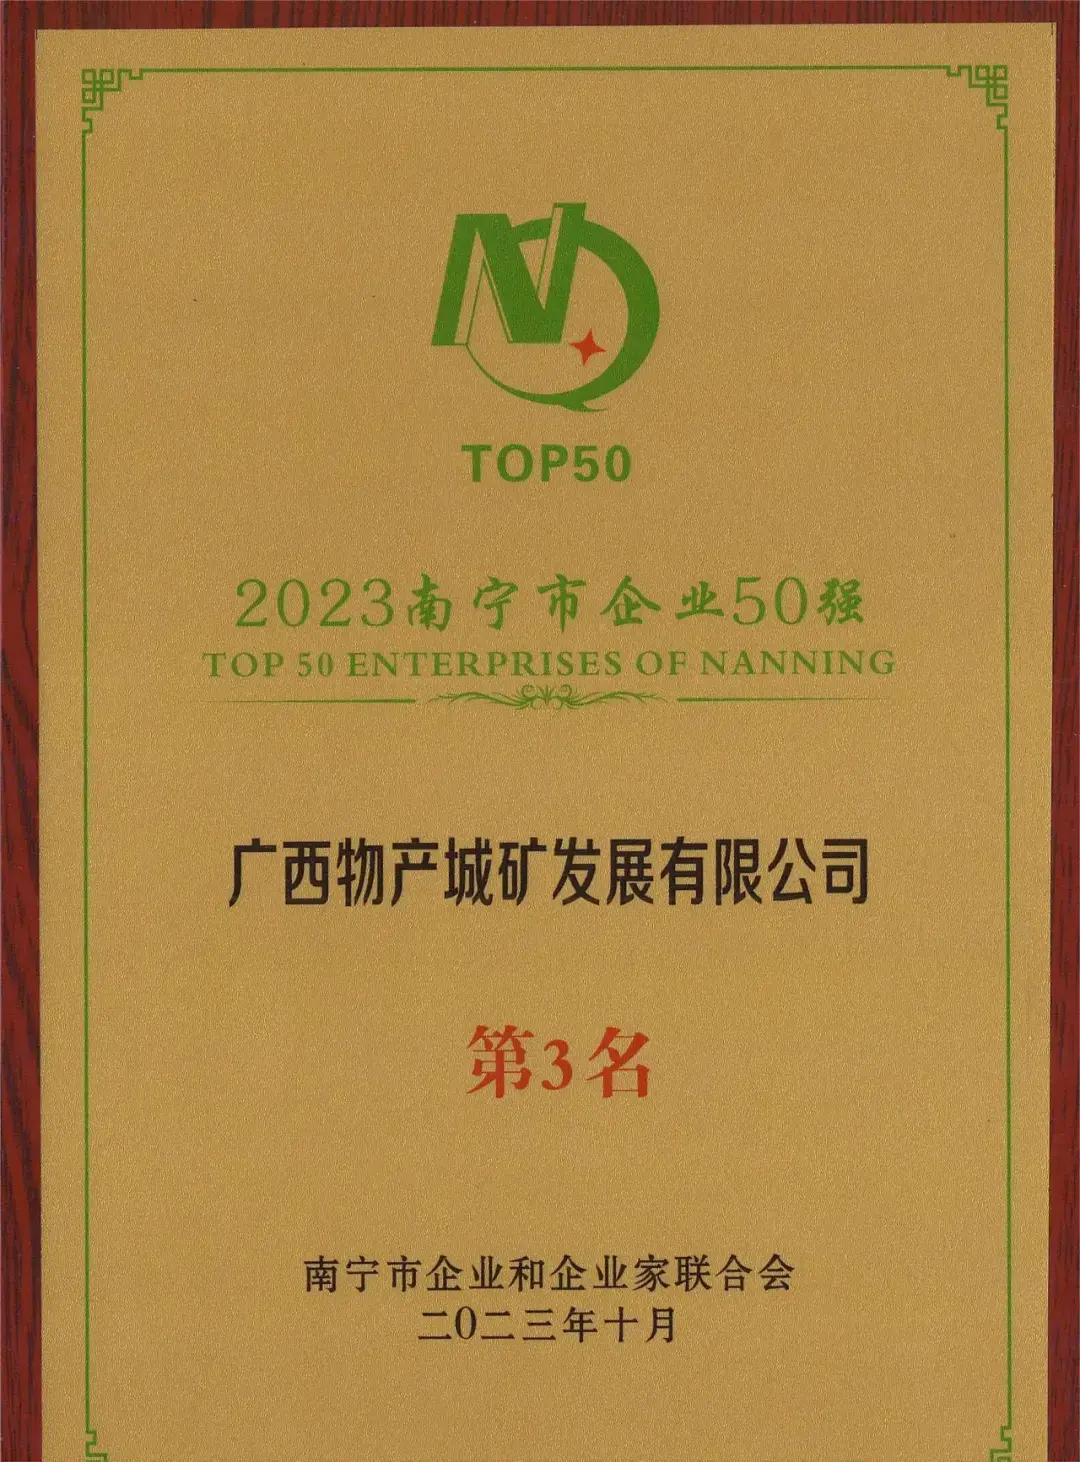 TOP50
2023南宁市企业50强
TOP 50 ENTERPRISES OF NANNING
广西物产城矿发展有限公司
第3名
南宁市企业和企业家联合会
二〇二三年十月